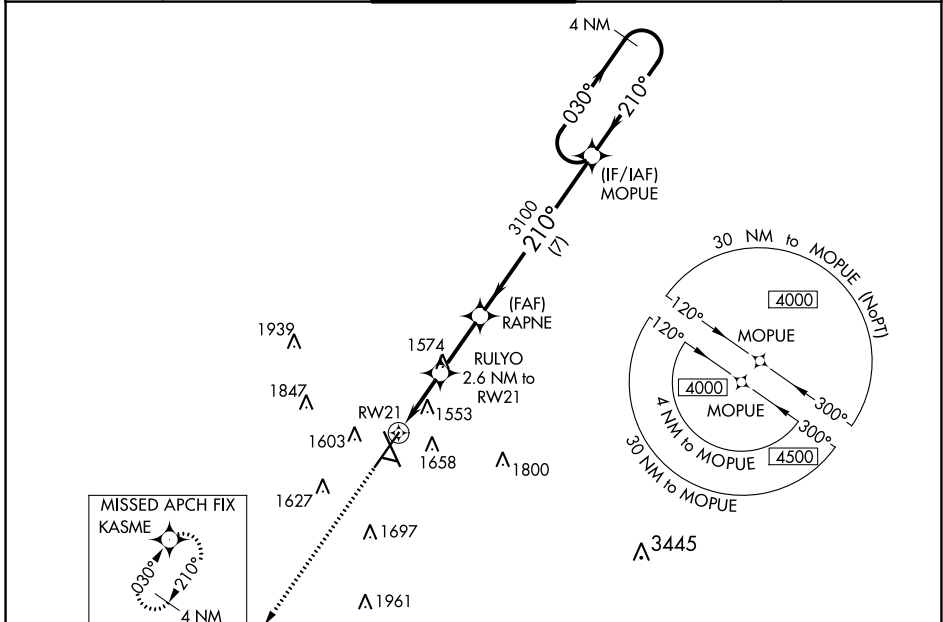 4 NM
030°
210°
(IF/IAF)
MOPUE
3100
210°
(7)
30 NM to MOPUE (NoPT)
4000
120°
120°
MOPUE
4000
MOPUE
300°
300°
4 NM to MOPUE
4500
30 NM to MOPUE
(FAF)
RAPNE
1939
1574
RULYO
2.6 NM to
RW21
1847
1553
RW21
1603
1658
1800
1627
MISSED APCH FIX
KASME
030°
210°
4 NM
1697
3445
1961